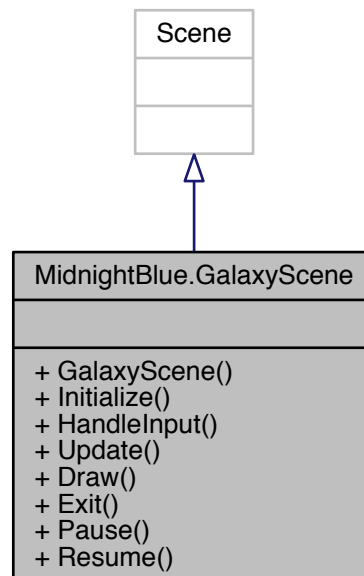 Scene
MidnightBlue.GalaxyScene
+ GalaxyScene()
+ Initialize()
+ HandleInput()
+ Update()
+ Draw()
+ Exit()
+ Pause()
+ Resume()